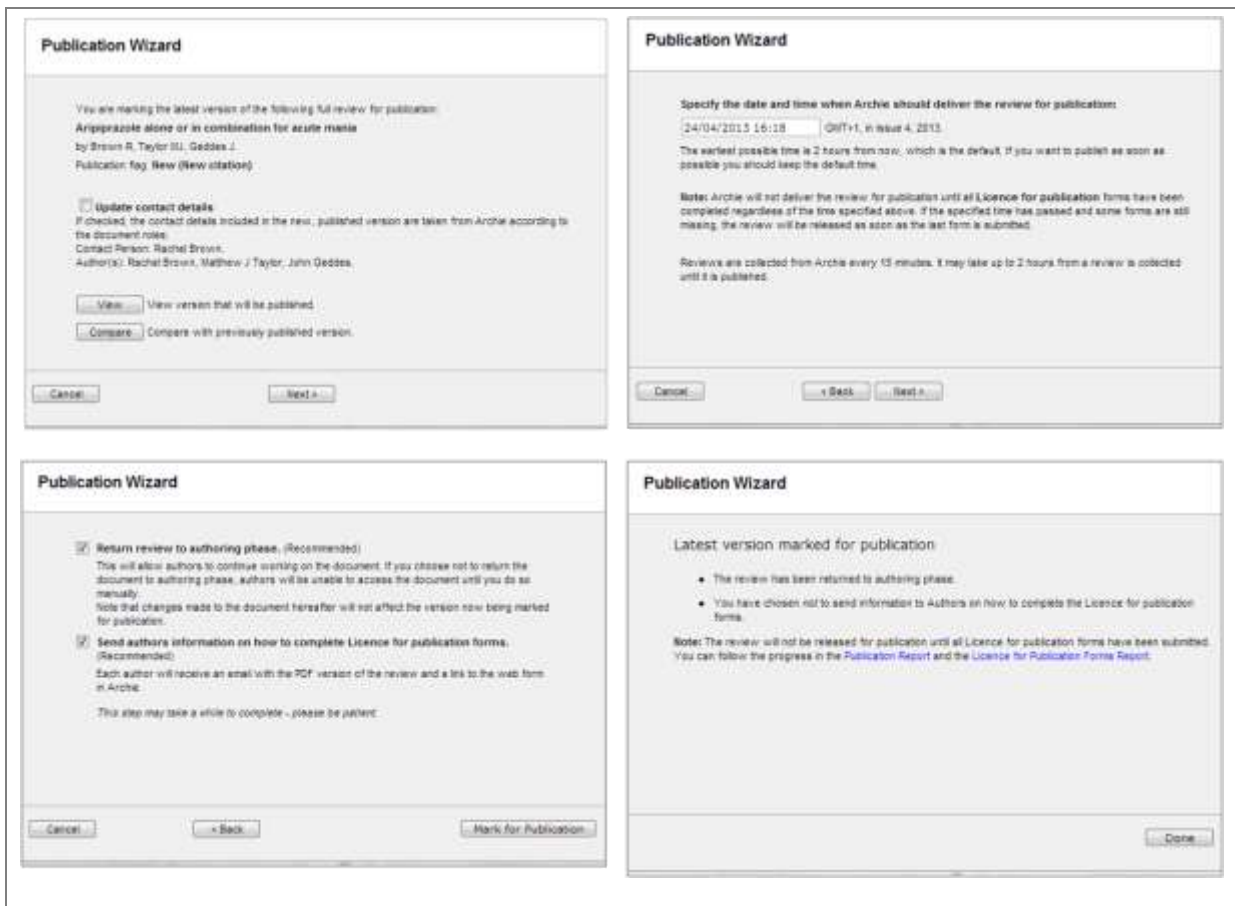 Publication Wizard
You are marking the latest version of the following full review for publication:
Aripiprazole alone or in combination for acute mania
by Brown R, Taylor MJ, Geddes J.
Publication flag: New (New citation)
Update contact details
If checked, the contact details included in the new, published version are taken from Archie according to
the document roles:
Contact Person: Rachel Brown.
Author(s): Rachel Brown, Matthew J Taylor, John Geddes.
View View version that will be published.
Compare Compare with previously published version.
Cancel Next >
Publication Wizard
Specify the date and time when Archie should deliver the review for publication:
24/04/2013 16:18 GMT+1, in issue 4, 2013.
The earliest possible time is 2 hours from now, which is the default. If you want to publish as soon as
possible you should keep the default time.
Note: Archie will not deliver the review for publication until all Licence for publication forms have been
completed regardless of the time specified above. If the specified time has passed and some forms are still
missing, the review will be released as soon as the last form is submitted.
Reviews are collected from Archie every 15 minutes. It may take up to 2 hours from a review is collected
until it is published.
Cancel < Back Next >
Publication Wizard
Return review to authoring phase. (Recommended)
This will allow authors to continue working on the document. If you choose not to return the
document to authoring phase, authors will be unable to access the document until you do so
manually.
Note that changes made to the document hereafter will not affect the version now being marked
for publication.
Send authors information on how to complete Licence for publication forms.
(Recommended)
Each author will receive an email with the PDF version of the review and a link to the web form
in Archie.
This step may take a while to complete - please be patient
Cancel < Back Mark for Publication
Publication Wizard
Latest version marked for publication
• The review has been returned to authoring phase.
• You have chosen not to send information to Authors on how to complete the Licence for publication
forms.
Note: The review will not be released for publication until all Licence for publication forms have been submitted.
You can follow the progress in the Publication Report and the Licence for Publication Forms Report.
Done